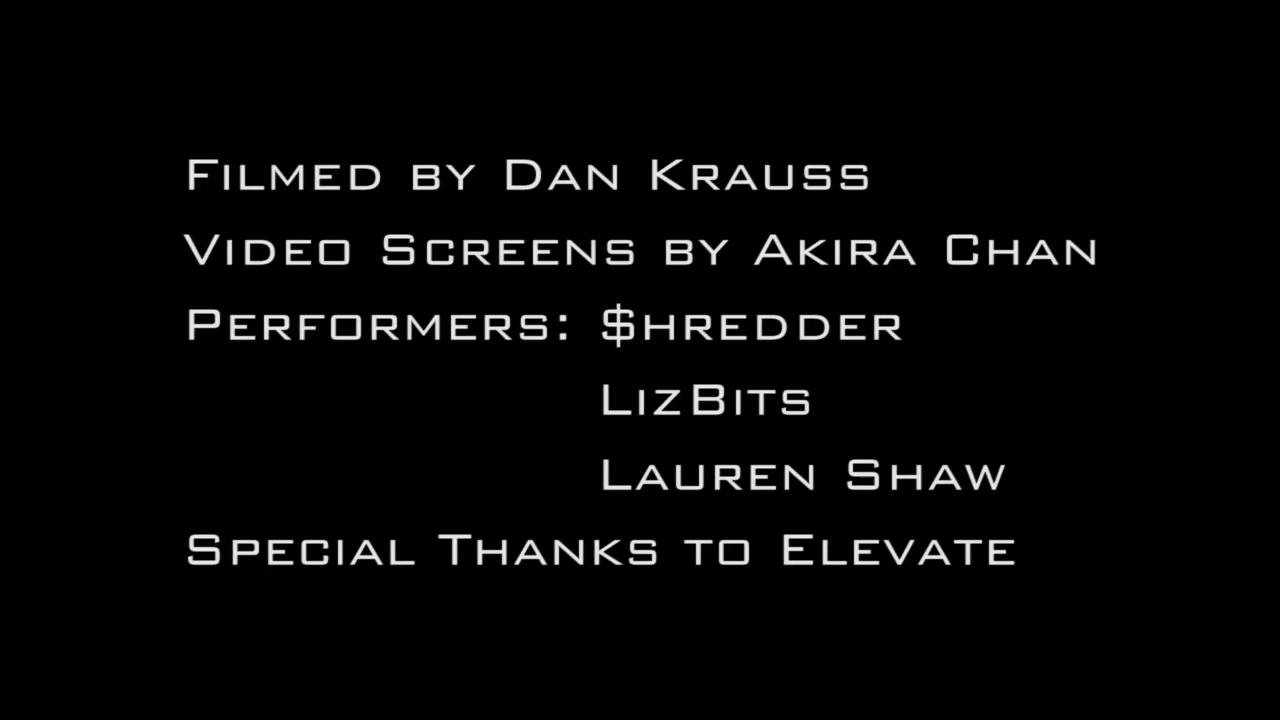 Filmed by Dan Krauss
Video Screens by Akira Chan
Performers: $hredder
LizBits
Lauren Shaw
Special Thanks to Elevate